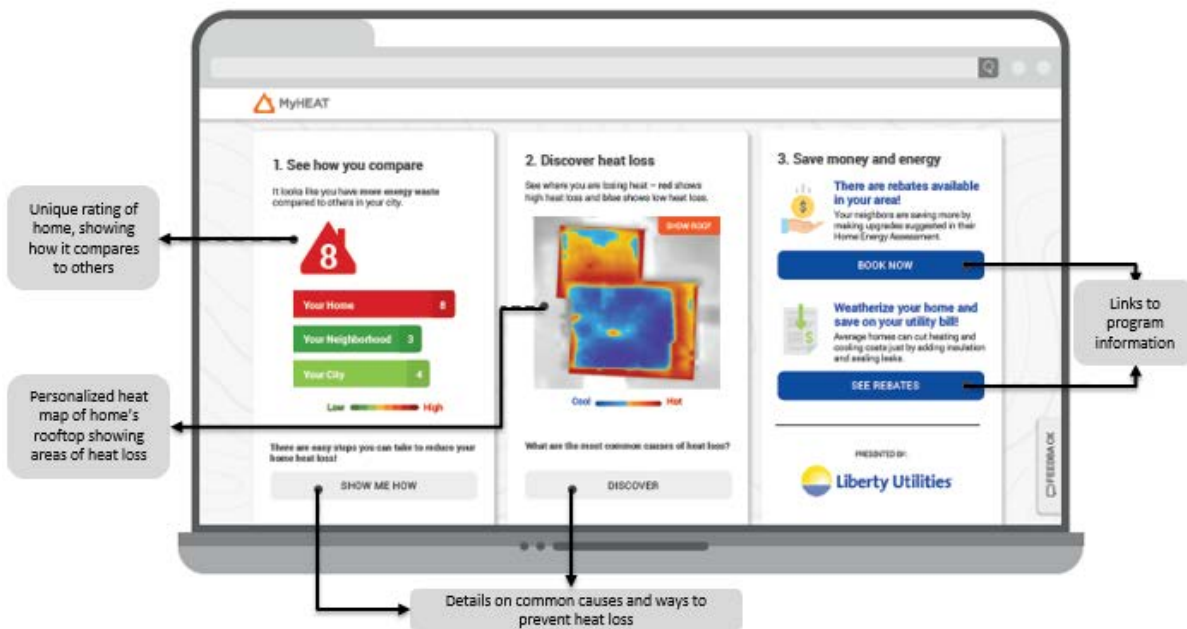 MyHEAT
1. See how you compare
It looks like you have more energy waste
compared to others in your city.
8
Your Home 8
Your Neighborhood 3
Your City 4
Low High
There are easy steps you can take to reduce your
home heat loss!
SHOW ME HOW
2. Discover heat loss
See where you are losing heat – red shows
high heat loss and blue shows low heat loss.
SHOW ROOF
Cool Hot
What are the most common causes of heat loss?
DISCOVER
3. Save money and energy
There are rebates available
in your area!
Your neighbors are saving more by
making upgrades suggested in their
Home Energy Assessment.
BOOK NOW
Weatherize your home and
save on your utility bill!
Average homes can cut heating and
cooling costs just by adding insulation
and sealing leaks.
SEE REBATES
PRESENTED BY:
Liberty Utilities
FEEDBACK
Unique rating of
home, showing
how it compares
to others
Personalized heat
map of home's
rooftop showing
areas of heat loss
Links to
program
information
Details on common causes and ways to
prevent heat loss